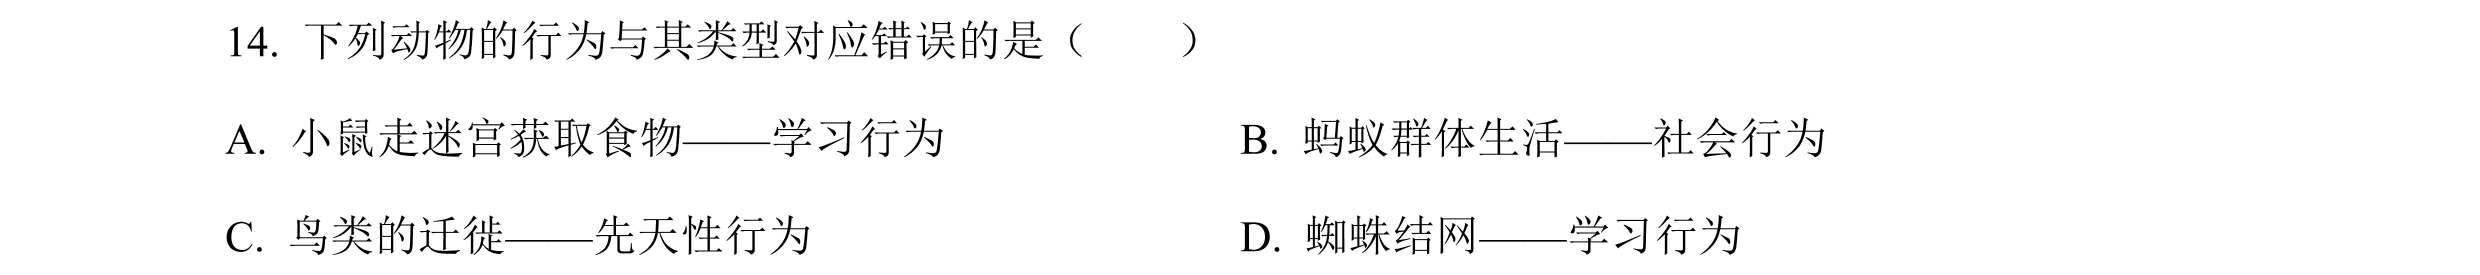 14. 下列动物的行为与其类型对应错误的是（　　）
A. 小鼠走迷宫获取食物——学习行为　　B. 蚂蚁群体生活——社会行为
C. 鸟类的迁徙——先天性行为　　D. 蜘蛛结网——学习行为